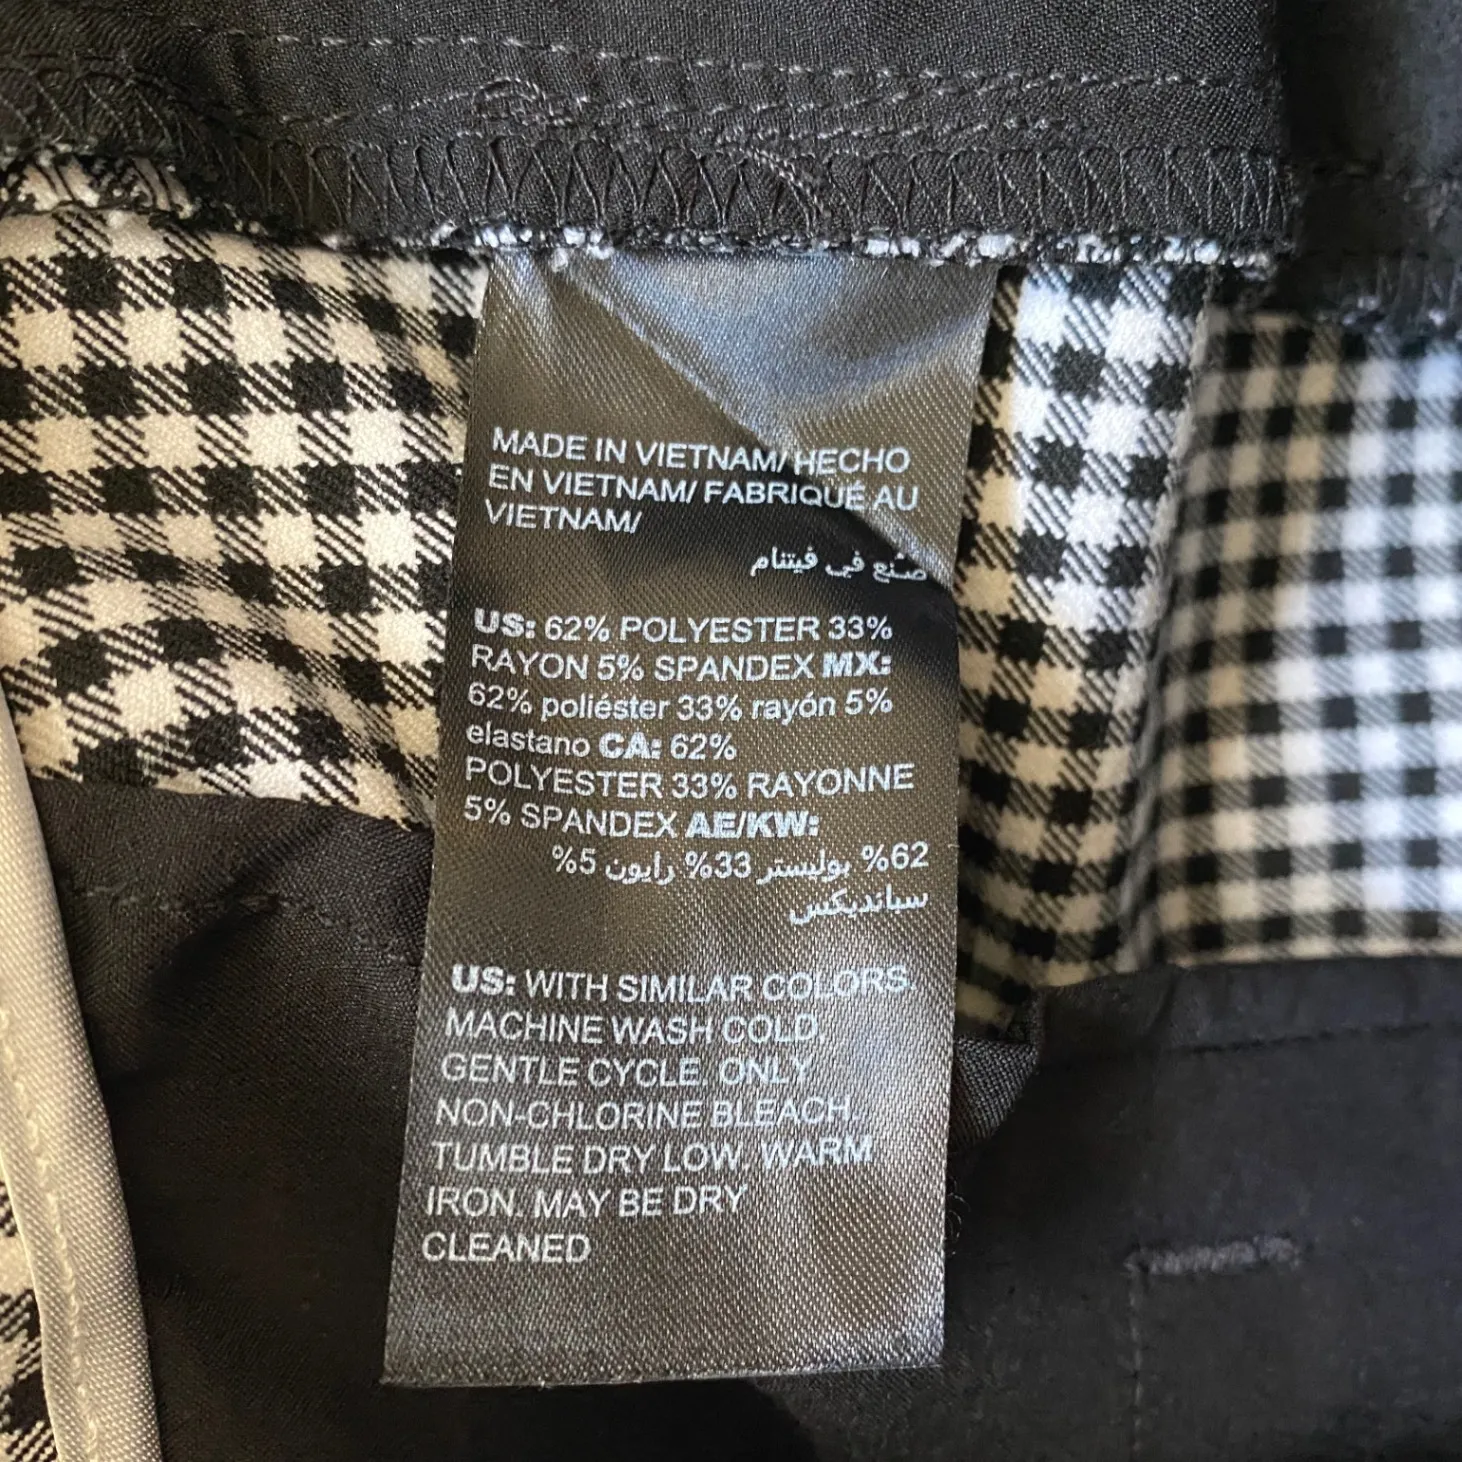 MADE IN VIETNAM/ HECHO
EN VIETNAM/ FABRIQUÉ AU
VIETNAM/
صنع في فيتنام
US: 62% POLYESTER 33%
RAYON 5% SPANDEX MX:
62% poliéster 33% rayón 5%
elastano CA: 62%
POLYESTER 33% RAYONNE
5% SPANDEX AE/KW:
62% بوليستر 33% رايون 5%
سبانديكس
US: WITH SIMILAR COLORS.
MACHINE WASH COLD
GENTLE CYCLE. ONLY
NON-CHLORINE BLEACH.
TUMBLE DRY LOW. WARM
IRON. MAY BE DRY
CLEANED